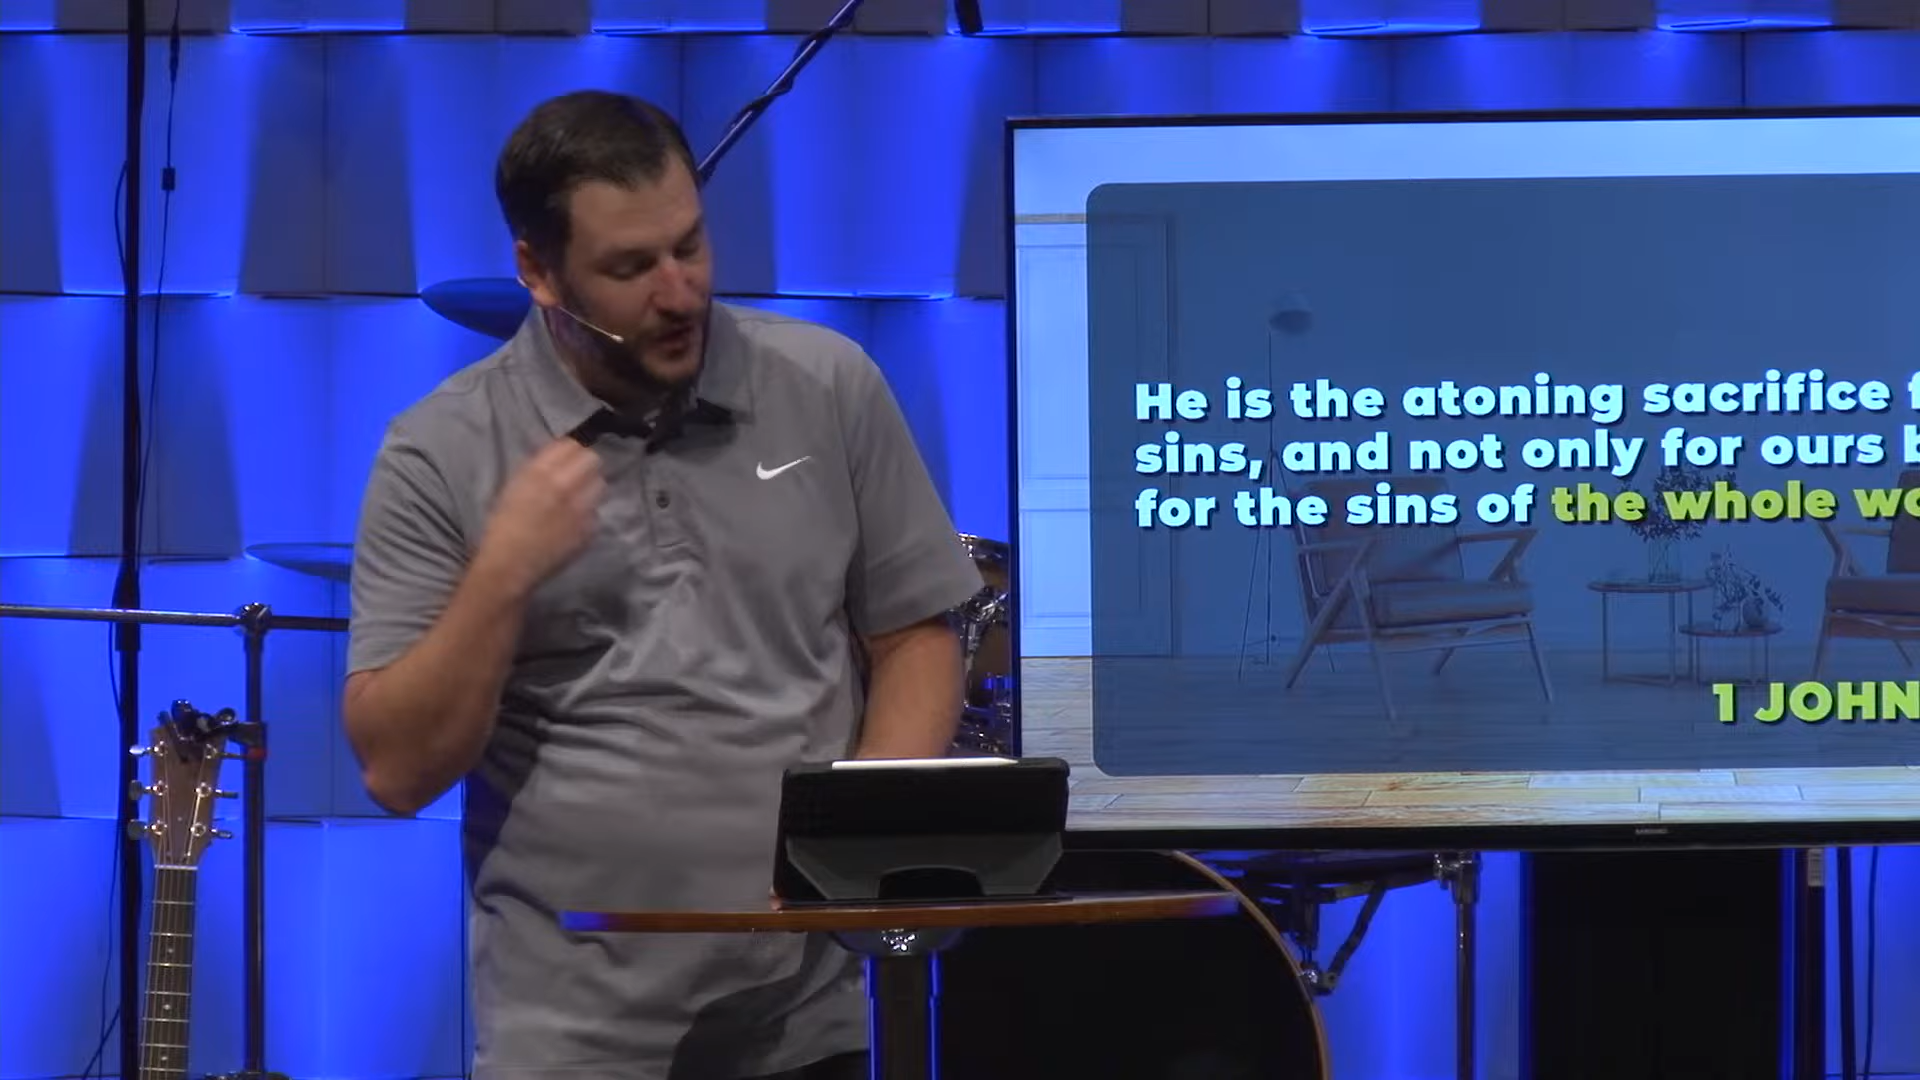 He is the atoning sacrifice
sins, and not only for ours
for the sins of the whole
1 JOHN
SAMSUNG